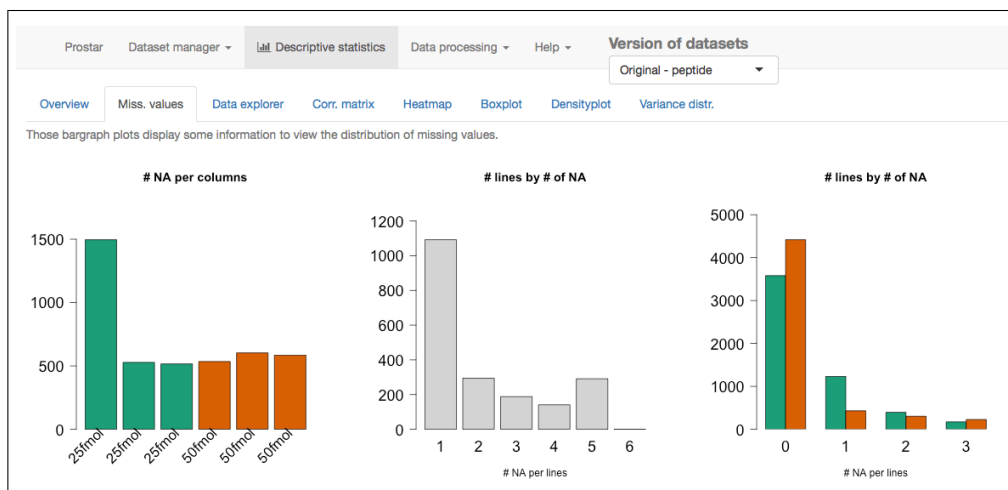 Prostar Dataset manager Descriptive statistics Data processing Help Version of datasets
Original - peptide
Overview Miss. values Data explorer Corr. matrix Heatmap Boxplot Densityplot Variance distr.
Those bargraph plots display some information to view the distribution of missing values.
# NA per columns
1500
1000
500
0
25fmol 25fmol 25fmol 50fmol 50fmol 50fmol
# lines by # of NA
1200
1000
800
600
400
200
0
1 2 3 4 5 6
# NA per lines
# lines by # of NA
5000
4000
3000
2000
1000
0
0 1 2 3
# NA per lines